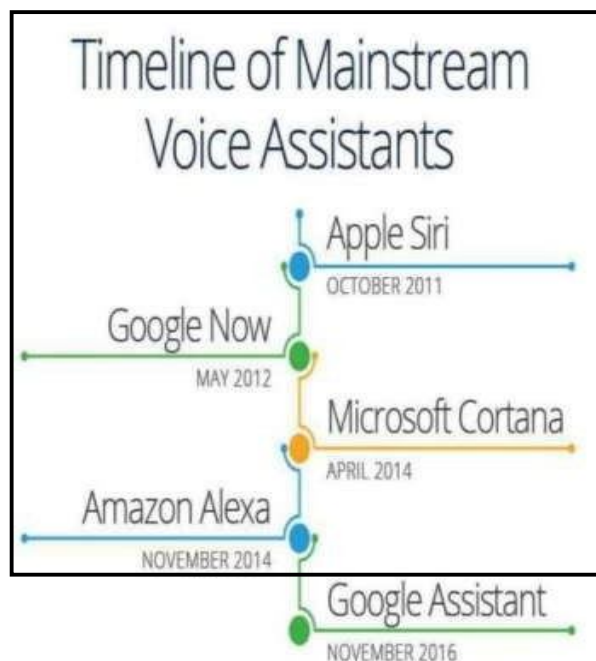 Timeline of Mainstream
Voice Assistants
Apple Siri
OCTOBER 2011
Google Now
MAY 2012
Microsoft Cortana
APRIL 2014
Amazon Alexa
NOVEMBER 2014
Google Assistant
NOVEMBER 2016